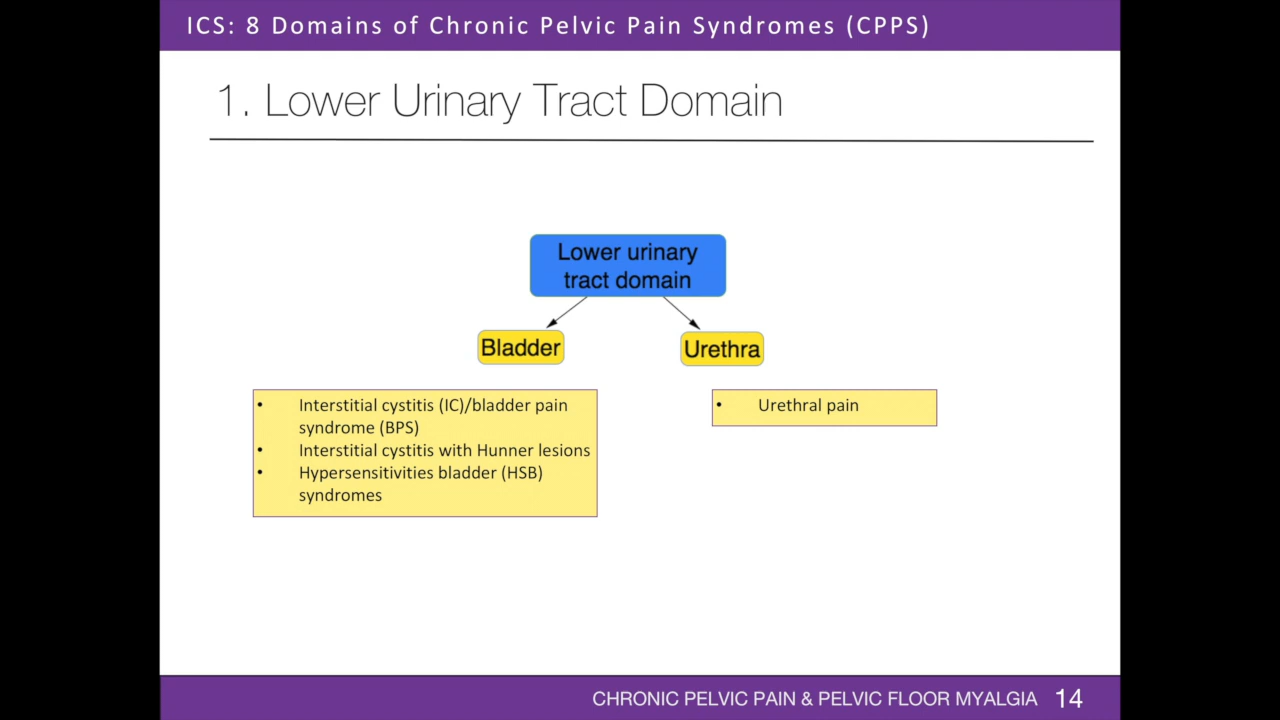 ICS: 8 Domains of Chronic Pelvic Pain Syndromes (CPPS)
1. Lower Urinary Tract Domain
Lower urinary
tract domain
Bladder
Urethra
• Interstitial cystitis (IC)/bladder pain
syndrome (BPS)
• Interstitial cystitis with Hunner lesions
• Hypersensitivities bladder (HSB)
syndromes
• Urethral pain
CHRONIC PELVIC PAIN & PELVIC FLOOR MYALGIA 14